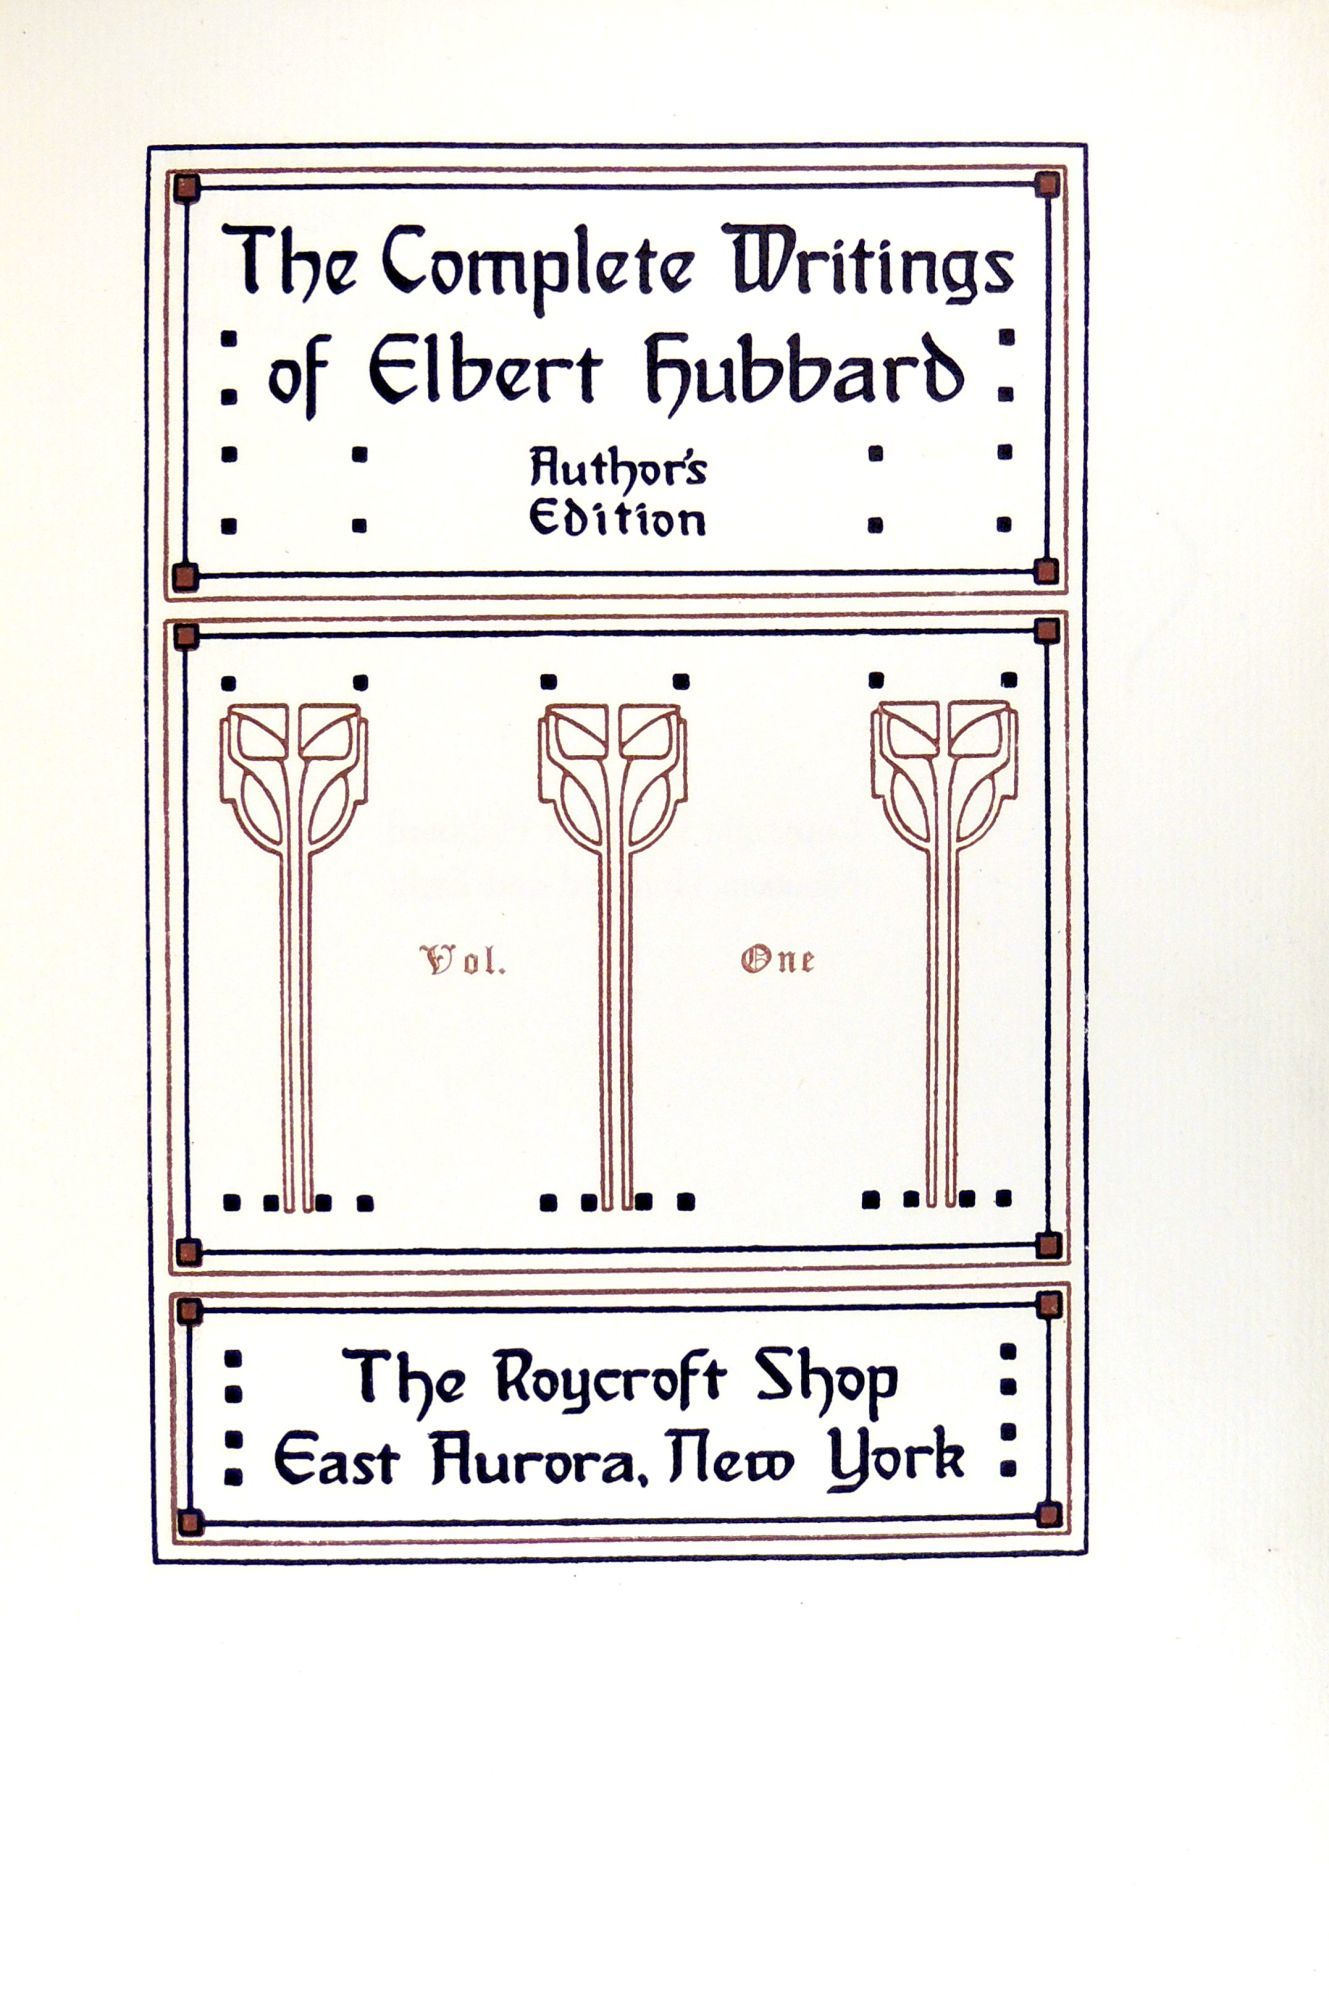 The Complete Writings
of Elbert Hubbard
Author's
Edition
Vol. One
The Roycroft Shop
East Aurora, New York